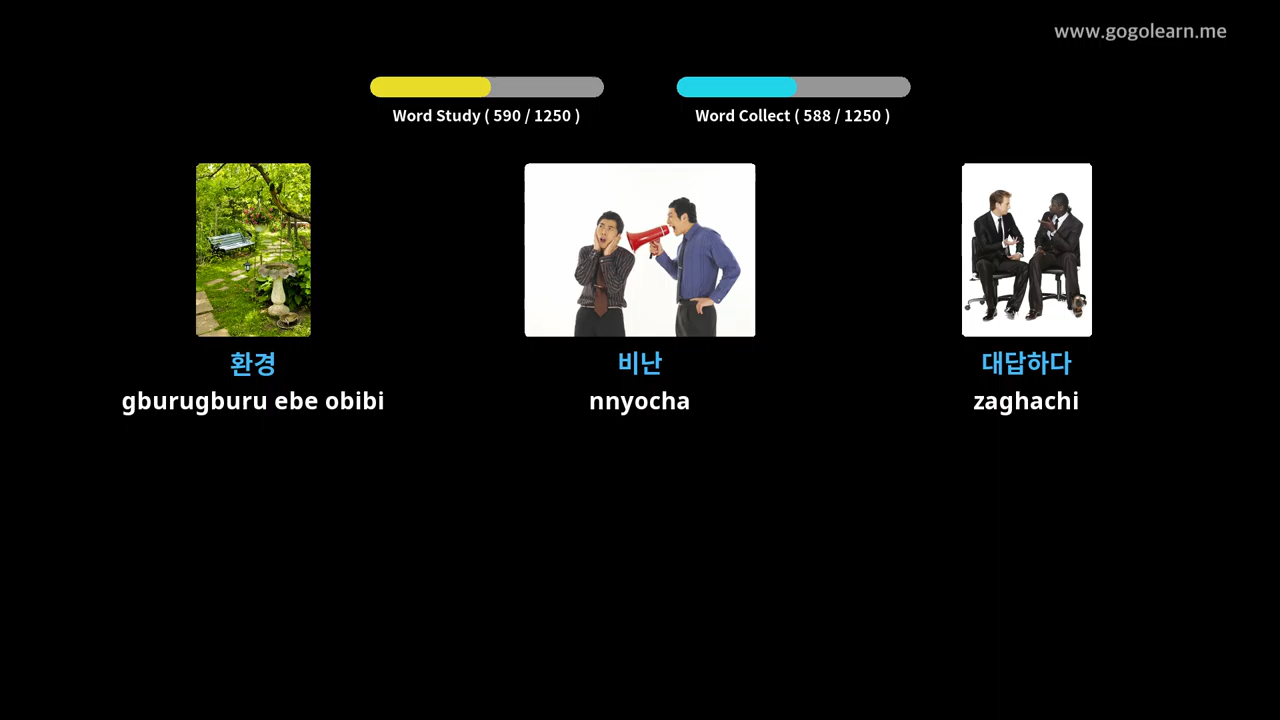 www.gogolearn.me
Word Study ( 590 / 1250 )
Word Collect ( 588 / 1250 )
환경
gburugburu ebe obibi
비난
nnyocha
대답하다
zaghachi